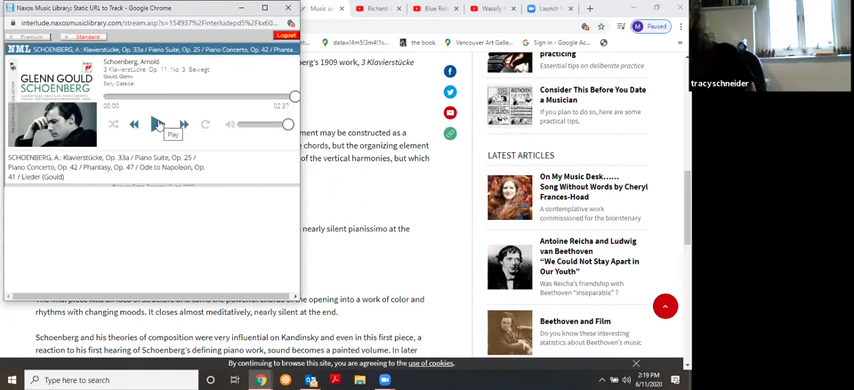 Naxos Music Library: Static URL to Track - Google Chrome
interlude.naxosmusiclibrary.com/stream.asp?s=154937%2Finterludepd5%2Fkx60...
Premium
Standard
Logout
NML SCHOENBERG, A.: Klavierstücke, Op. 33a / Piano Suite, Op. 25 / Piano Concerto, Op. 42 / Phanta...
GLENN GOULD
SCHOENBERG
Schoenberg, Arnold
3 Klavierstücke, Op. 11: No. 3. Bewegt
Gould, Glenn
Sony Classical
00:00
02:37
Play
SCHOENBERG, A.: Klavierstücke, Op. 33a / Piano Suite, Op. 25 /
Piano Concerto, Op. 42 / Phantasy, Op. 47 / Ode to Napoleon, Op.
41 / Lieder (Gould)
Music w
Richard
Blue Rid
Wassily K
Launch
Paused
the book
Vancouver Art Galle...
Sign in - Google Ac...
berg's 1909 work, 3 Klavierstücke
ment may be constructed as a
e chords, but the organizing element
of the vertical harmonies, but which
nearly silent pianissimo at the
rhythms with changing moods. It closes almost meditatively, nearly silent at the end.
Schoenberg and his theories of composition were very influential on Kandinsky and even in this first piece, a
reaction to his first hearing of Schoenberg's defining piano work, sound becomes a painted volume. In later
practicing
Essential tips on deliberate practice
Consider This Before You
Date a Musician
If you plan to do so, here are some
practical tips.
LATEST ARTICLES
On My Music Desk……
Song Without Words by Cheryl
Frances-Hoad
A contemplative work
commissioned for the bicentenary
Antoine Reicha and Ludwig
van Beethoven
"We Could Not Stay Apart in
Our Youth"
Was Reicha's friendship with
Beethoven "inseparable" ?
Beethoven and Film
Do you know these interesting
statistics about Beethoven's music
By continuing to browse this site, you are agreeing to the use of cookies.
Type here to search
2:19 PM
6/11/2020
tracyschneider